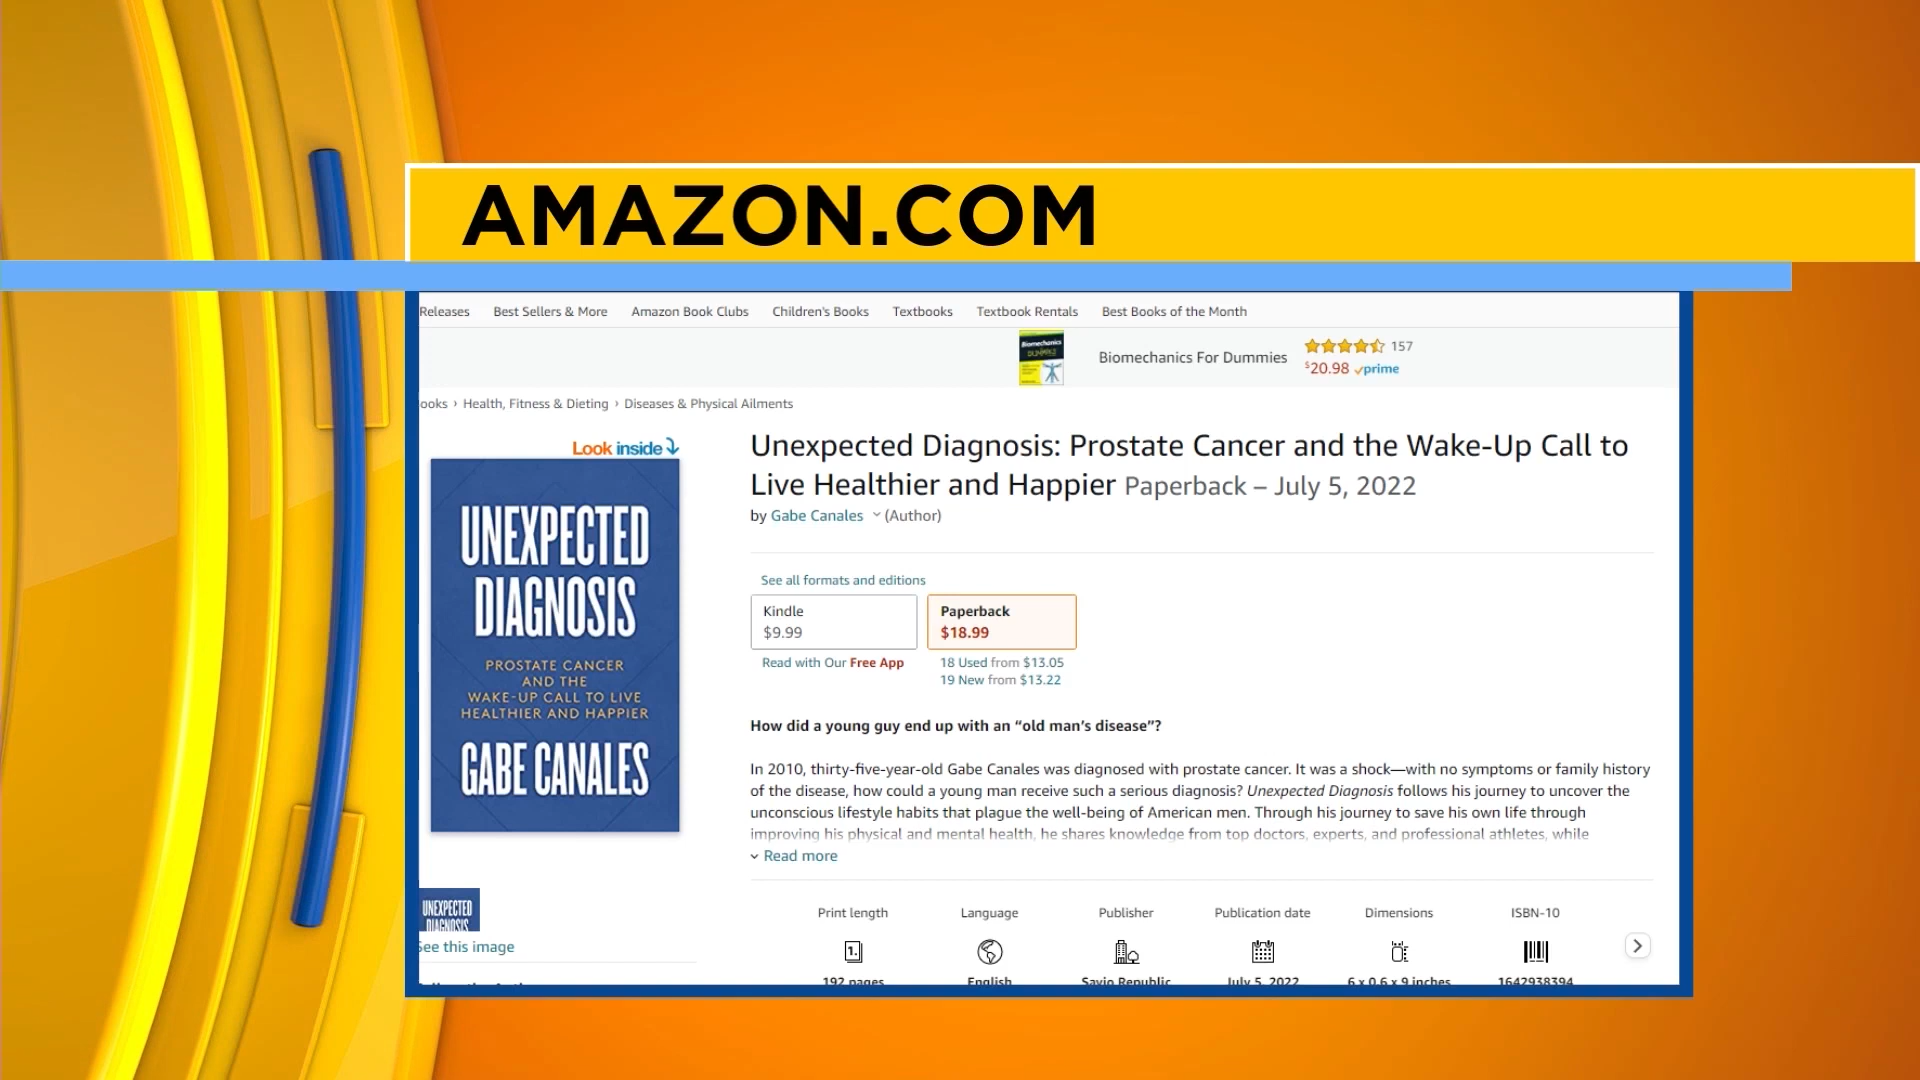 AMAZON.COM
Releases Best Sellers & More Amazon Book Clubs Children's Books Textbooks Textbook Rentals Best Books of the Month
Biomechanics For Dummies
157
$20.98 prime
ooks › Health, Fitness & Dieting › Diseases & Physical Ailments
Look inside
UNEXPECTED
DIAGNOSIS
PROSTATE CANCER
AND THE
WAKE-UP CALL TO LIVE
HEALTHIER AND HAPPIER
GABE CANALES
Unexpected Diagnosis: Prostate Cancer and the Wake-Up Call to
Live Healthier and Happier Paperback – July 5, 2022
by Gabe Canales (Author)
See all formats and editions
Kindle
$9.99
Read with Our Free App
Paperback
$18.99
18 Used from $13.05
19 New from $13.22
How did a young guy end up with an “old man’s disease”?
In 2010, thirty-five-year-old Gabe Canales was diagnosed with prostate cancer. It was a shock—with no symptoms or family history
of the disease, how could a young man receive such a serious diagnosis? Unexpected Diagnosis follows his journey to uncover the
unconscious lifestyle habits that plague the well-being of American men. Through his journey to save his own life through
improving his physical and mental health, he shares knowledge from top doctors, experts, and professional athletes, while
Read more
UNEXPECTED
DIAGNOSIS
See this image
Print length Language Publisher Publication date Dimensions ISBN-10
192 pages English Savio Republic July 5, 2022 6 x 0.6 x 9 inches 1642938394